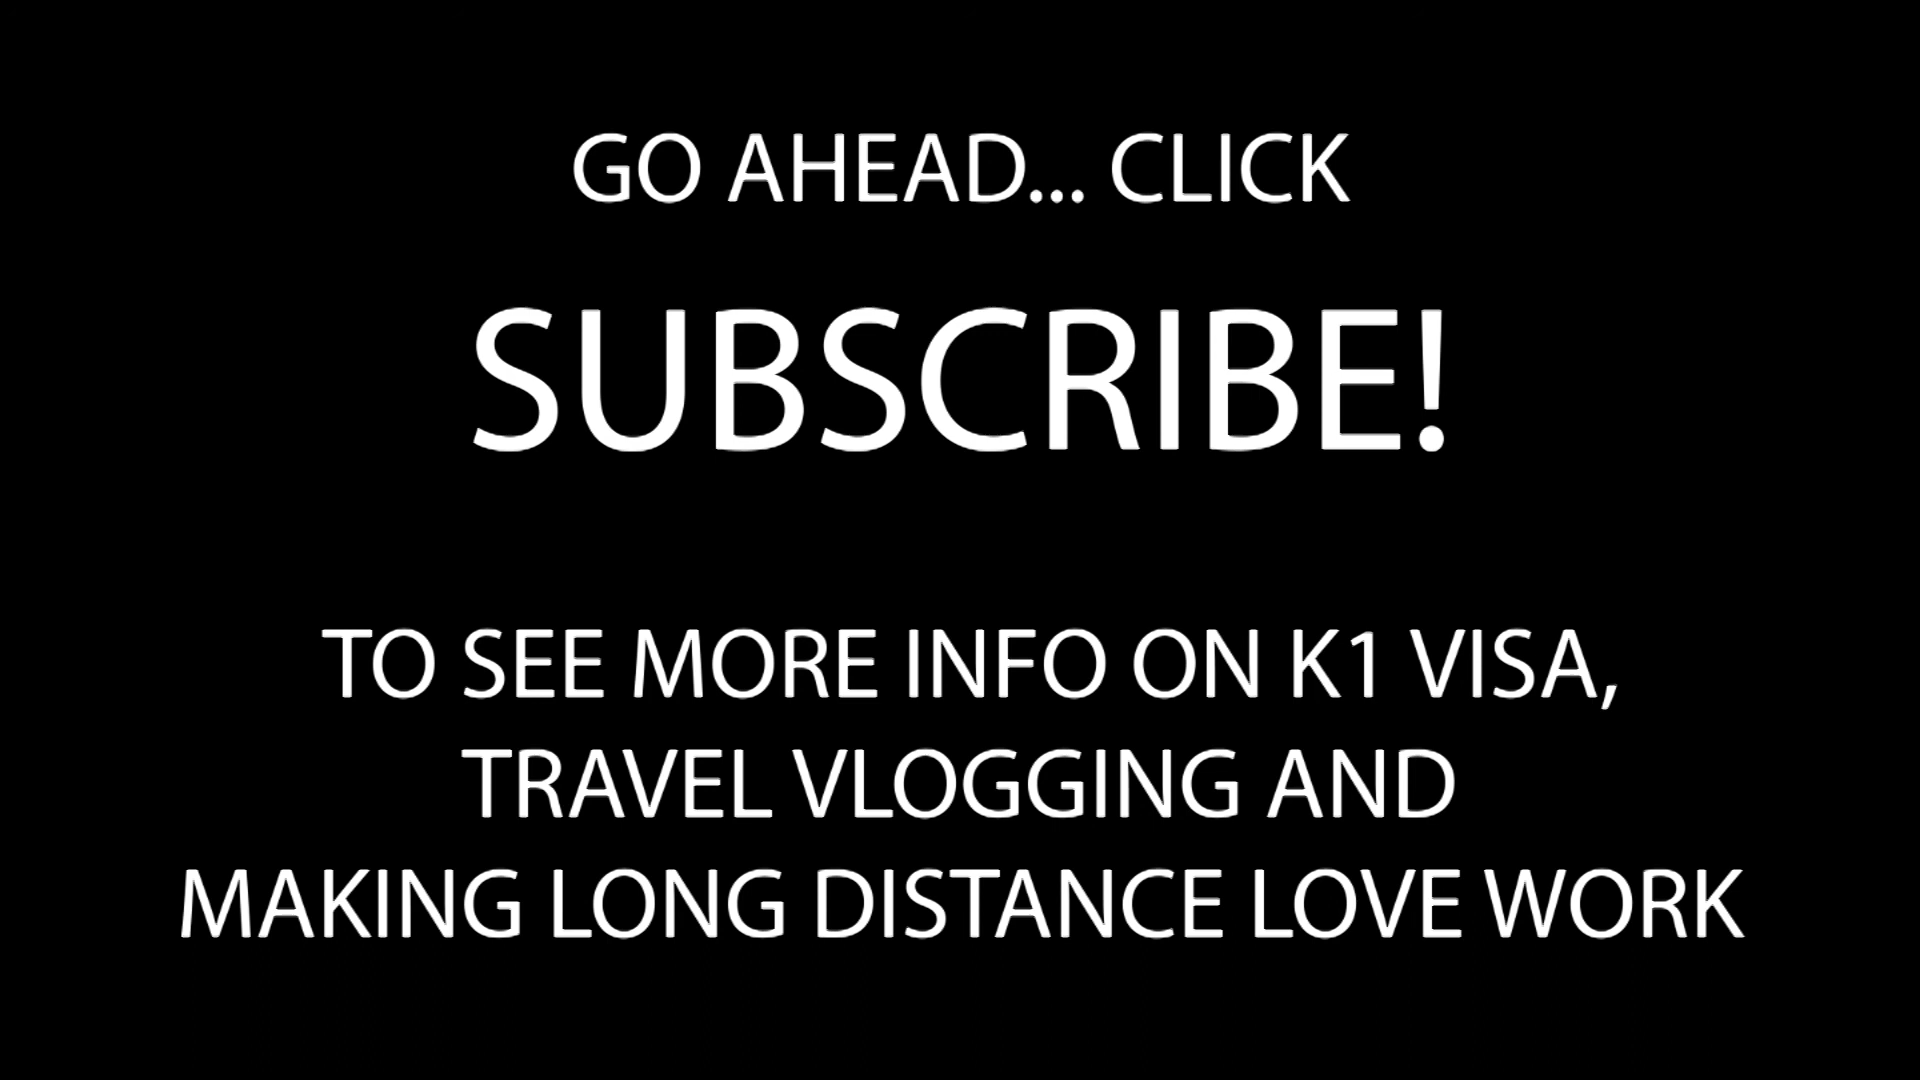 GO AHEAD... CLICK
SUBSCRIBE!
TO SEE MORE INFO ON K1 VISA,
TRAVEL VLOGGING AND
MAKING LONG DISTANCE LOVE WORK